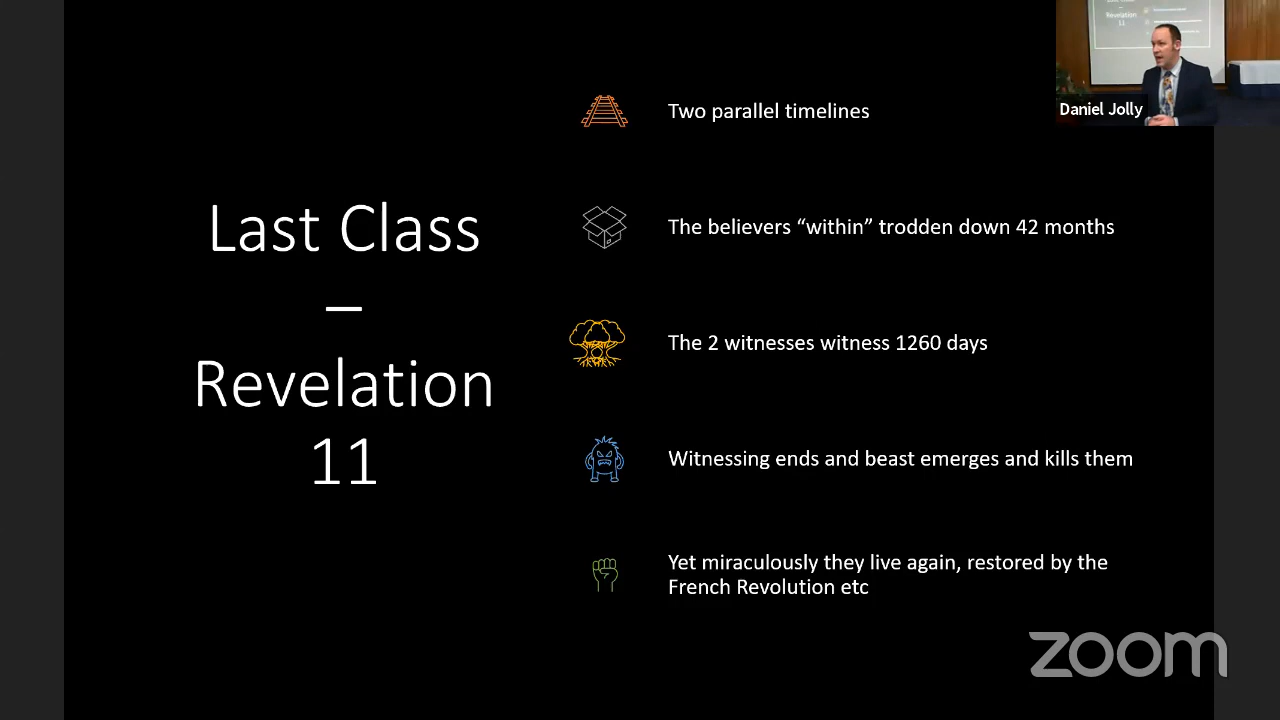 Last Class
–
Revelation
11
Two parallel timelines
The believers “within” trodden down 42 months
The 2 witnesses witness 1260 days
Witnessing ends and beast emerges and kills them
Yet miraculously they live again, restored by the
French Revolution etc
Revelation
11
Daniel Jolly
zoom